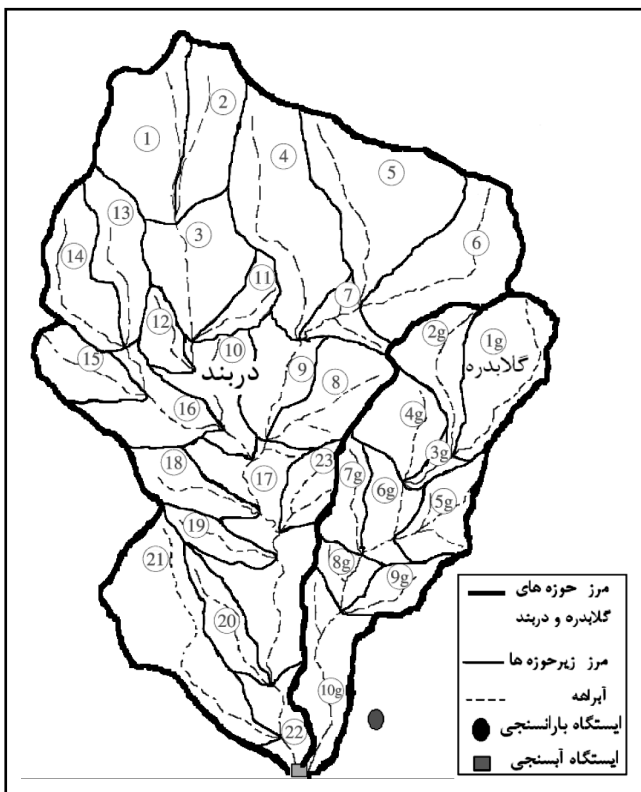 2
1
4
5
13
3
6
14
11
7
12
2g
1g
گلابدره
10
9
دربند
15
8
4g
16
3g
23
18
17
7g
6g
5g
19
21
8g
9g
20
10g
22
مرز حوزه های
گلابدره و دربند
مرز زیرحوزه ها
آبراهه
ایستگاه بارانسنجی
ایستگاه آبسنجی